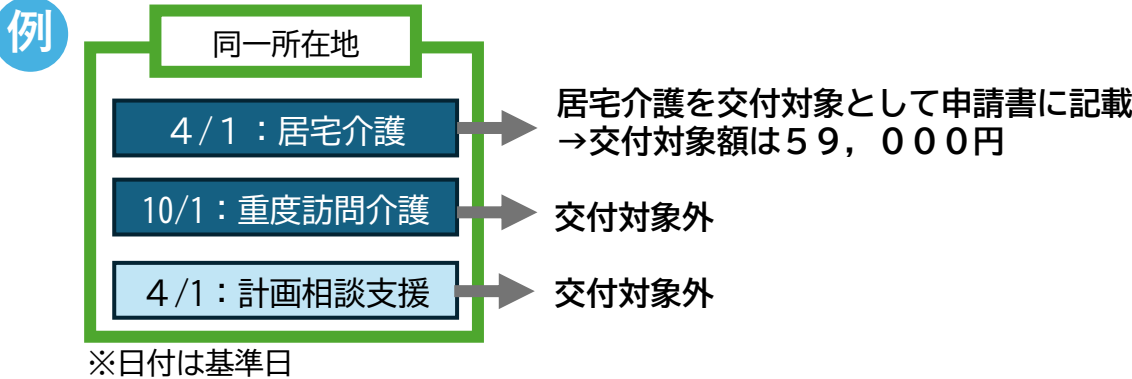 例
同一所在地
４/１：居宅介護
居宅介護を交付対象として申請書に記載
→交付対象額は５９，０００円
10/1：重度訪問介護
交付対象外
４/1：計画相談支援
交付対象外
※日付は基準日